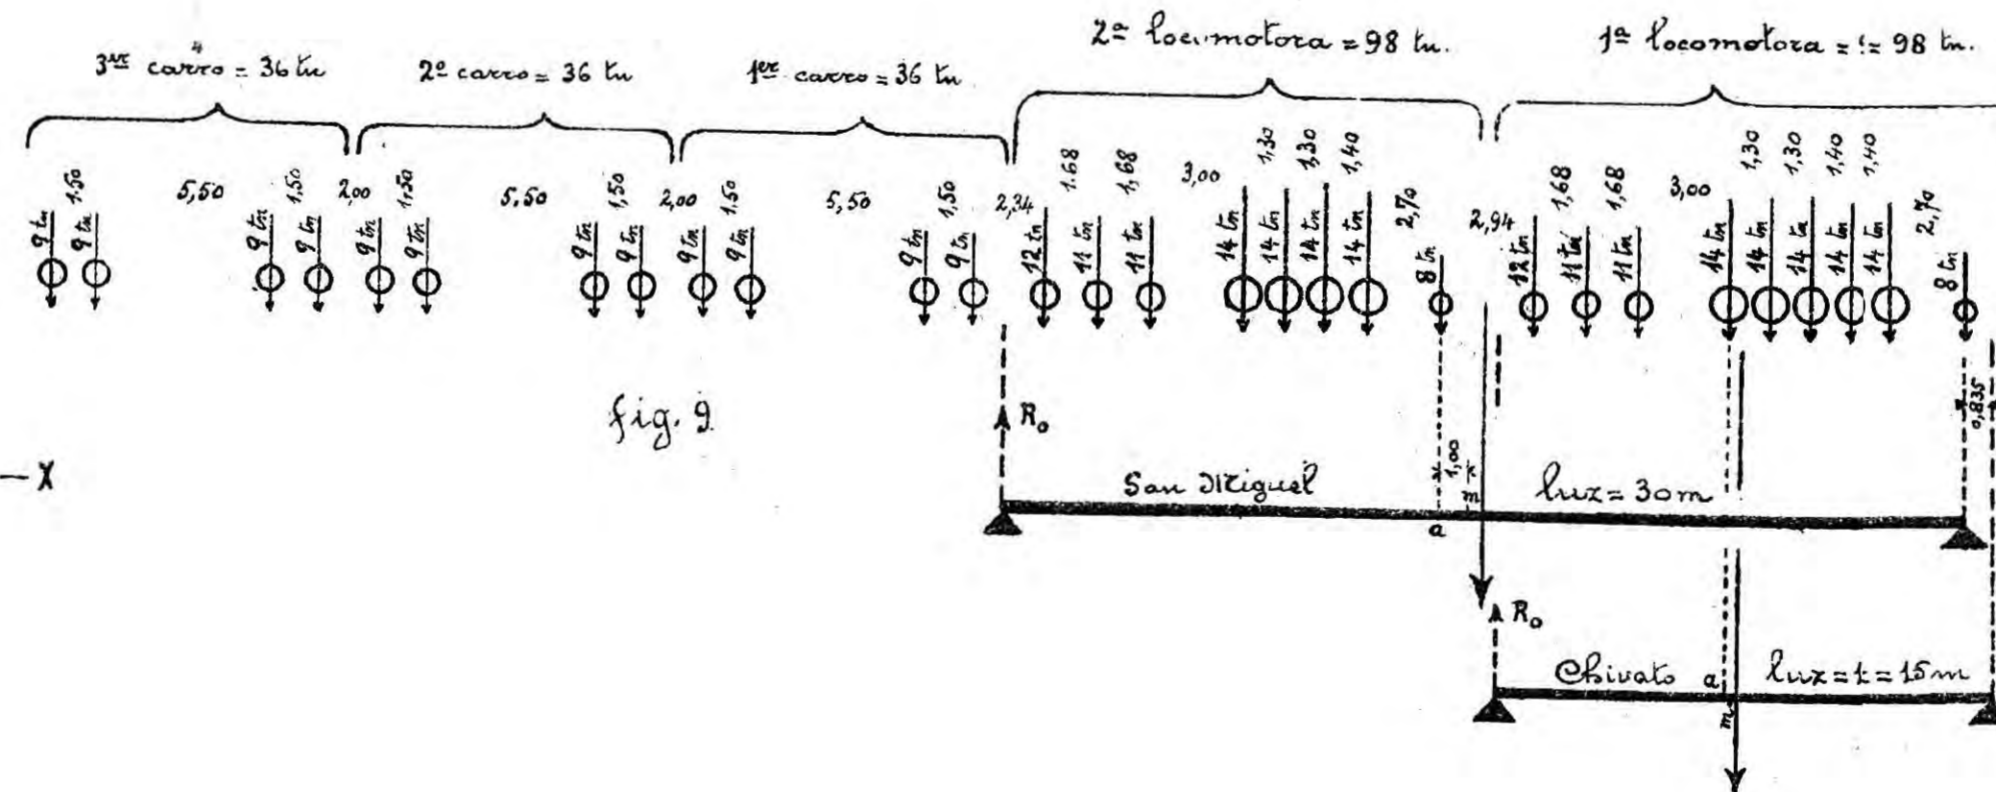 3er carro = 36 tn
4
2º carro = 36 tn
1er carro = 36 tn
2ª locomotora = 98 tn.
1ª locomotora = != 98 tn.
9 tn 1.50 9 tn 5,50 9 tn 1,50 9 tn 2,00 9 tn 1,50 9 tn 5,50 9 tn 1,50 9 tn 2,00 9 tn 1,50 9 tn 5,50 9 tn 1,50 9 tn 2,34 12 tn 1.68 11 tn 1,68 11 tn 3,00 14 tn 1,30 14 tn 1,30 14 tn 1,40 14 tn 2,70 8 tn 2,94 12 tn 1,68 11 tn 1,68 11 tn 3,00 14 tn 1,30 14 tn 1,30 14 tn 1,40 14 tn 1,40 14 tn 2,70 8 tn
0,835
fig. 9
R₀
— X
1,00
San Miguel
m
luz = 30 m
a
R₀
Chivato
a
luz = t = 15 m
m